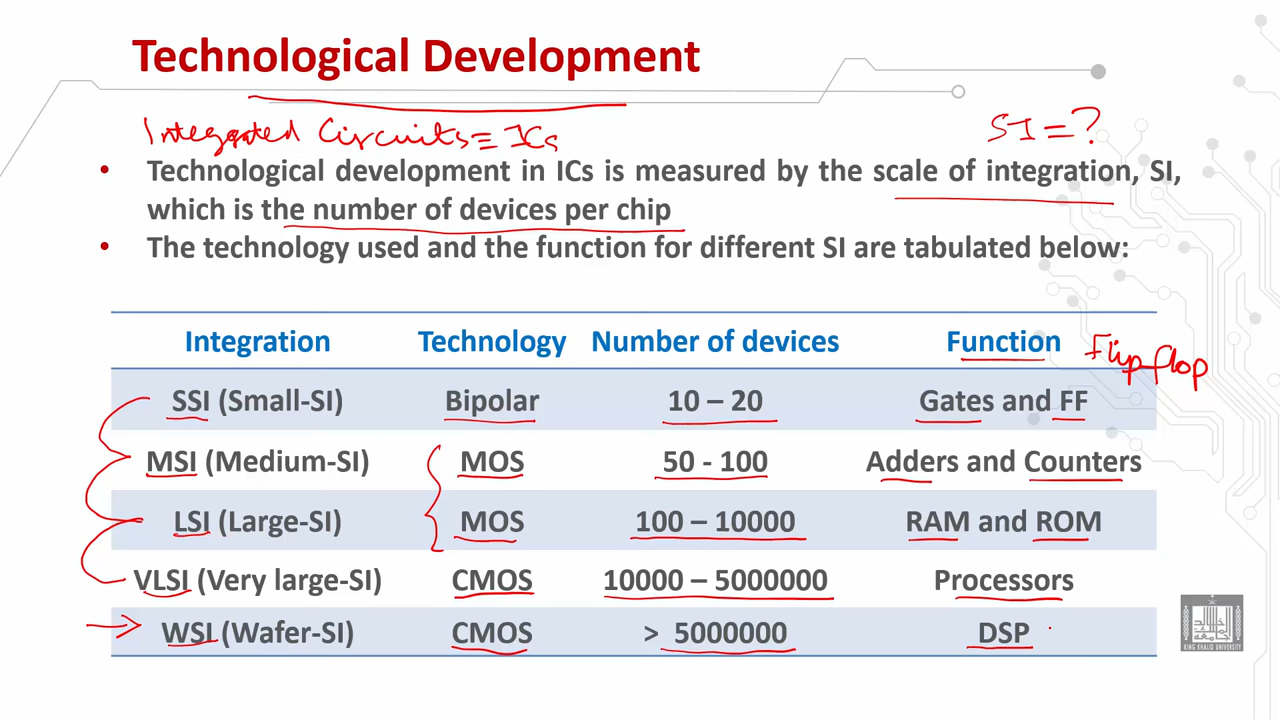 Technological Development
Integrated Circuits ≡ ICs
SI = ?
• Technological development in ICs is measured by the scale of integration, SI,
which is the number of devices per chip
• The technology used and the function for different SI are tabulated below:
Integration Technology Number of devices Function
Flip-flop
SSI (Small-SI) Bipolar 10 – 20 Gates and FF
MSI (Medium-SI) MOS 50 - 100 Adders and Counters
LSI (Large-SI) MOS 100 – 10000 RAM and ROM
VLSI (Very large-SI) CMOS 10000 – 5000000 Processors
WSI (Wafer-SI) CMOS > 5000000 DSP
KING KHALID UNIVERSITY